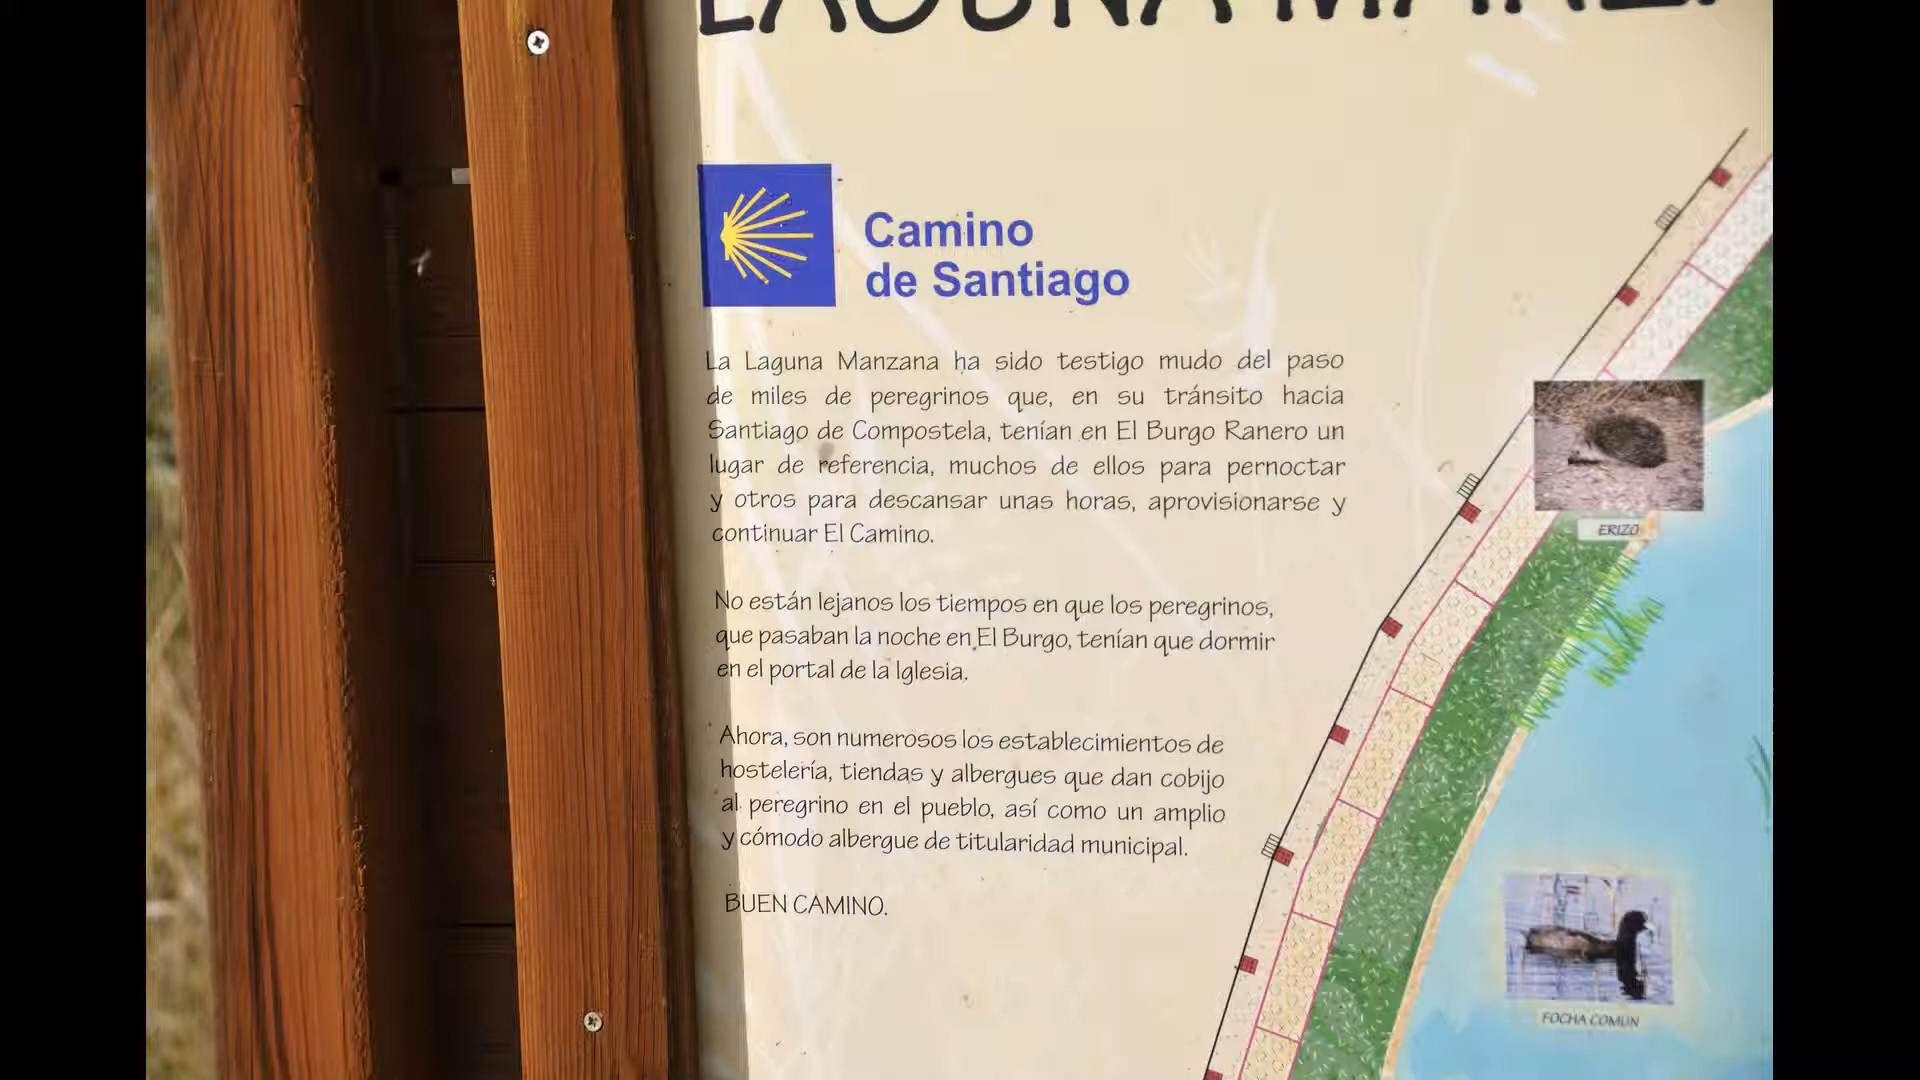 Camino
de Santiago
La Laguna Manzana ha sido testigo mudo del paso
de miles de peregrinos que, en su tránsito hacia
Santiago de Compostela, tenían en El Burgo Ranero un
lugar de referencia, muchos de ellos para pernoctar
y otros para descansar unas horas, aprovisionarse y
continuar El Camino.
No están lejanos los tiempos en que los peregrinos,
que pasaban la noche en El Burgo, tenían que dormir
en el portal de la Iglesia.
Ahora, son numerosos los establecimientos de
hostelería, tiendas y albergues que dan cobijo
al peregrino en el pueblo, así como un amplio
y cómodo albergue de titularidad municipal.
BUEN CAMINO.
ERIZO
FOCHA COMUN